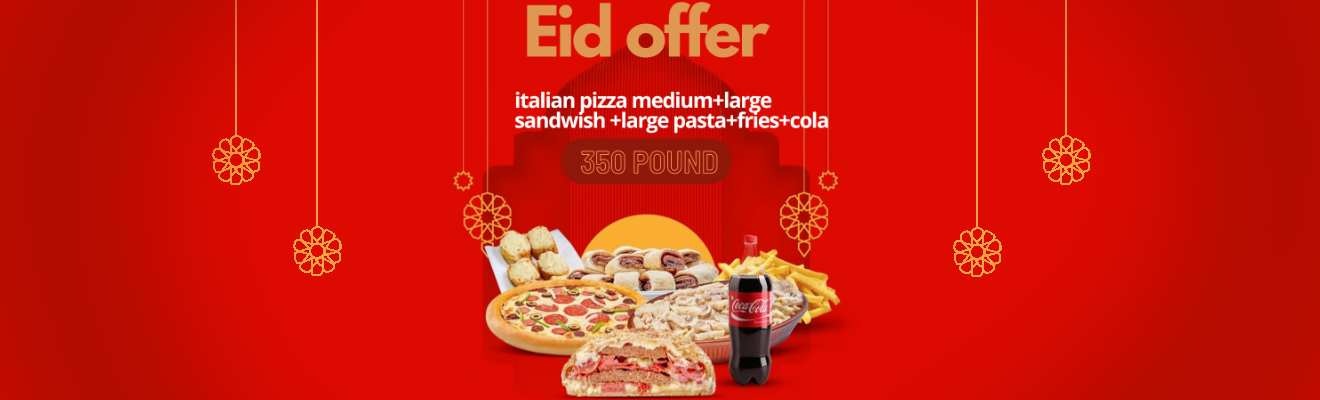 Eid offer
italian pizza medium+large
sandwish +large pasta+fries+cola
350 POUND
Coca-Cola